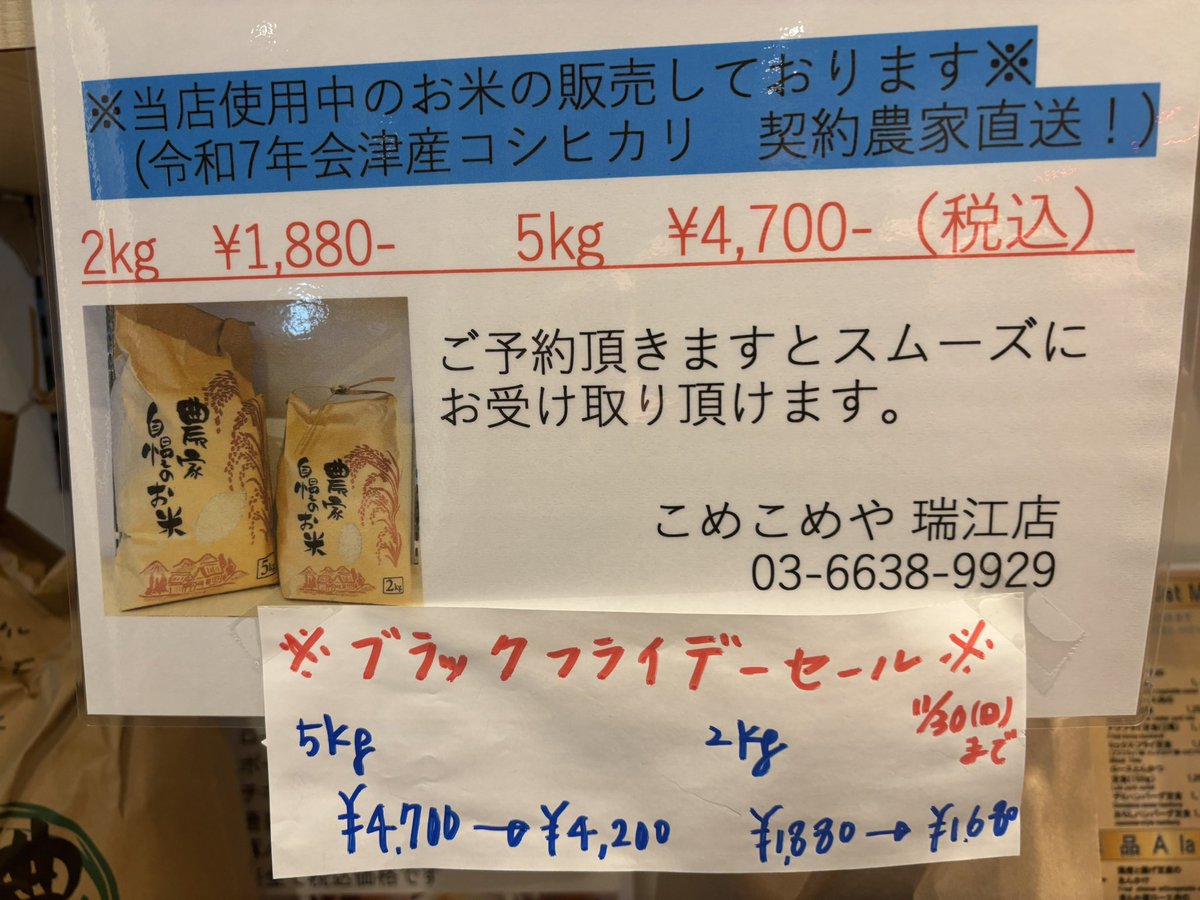 ※当店使用中のお米の販売しております※
(令和7年会津産コシヒカリ　契約農家直送！)
2kg　¥1,880-　5kg　¥4,700-（税込）
ご予約頂きますとスムーズに
お受け取り頂けます。
農家
自慢のお米
5kg
農家
自慢のお米
2kg
こめこめや 瑞江店
03-6638-9929
※ブラックフライデーセール※
11/30(日)
まで
5kg
¥4,700→¥4,200
2kg
¥1,880→¥1,680
品 A la